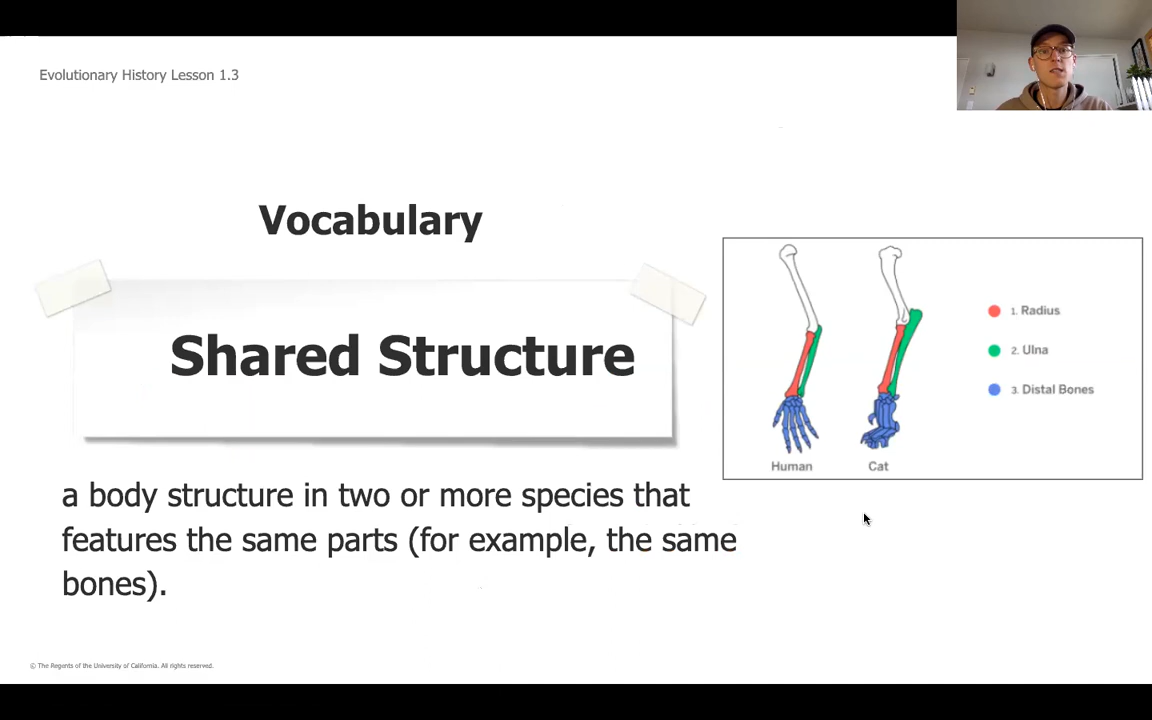 Evolutionary History Lesson 1.3
Vocabulary
Shared Structure
a body structure in two or more species that
features the same parts (for example, the same
bones).
1. Radius
2. Ulna
3. Distal Bones
Human
Cat
© The Regents of the University of California. All rights reserved.